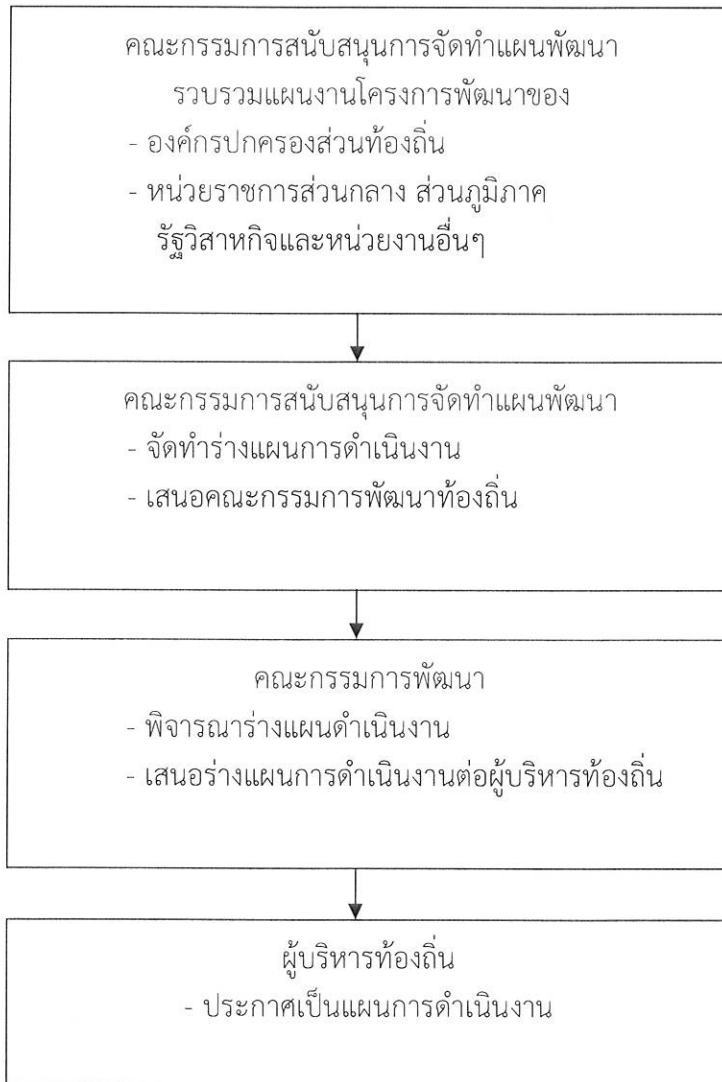 คณะกรรมการสนับสนุนการจัดทำแผนพัฒนา
รวบรวมแผนงานโครงการพัฒนาของ
- องค์กรปกครองส่วนท้องถิ่น
- หน่วยราชการส่วนกลาง ส่วนภูมิภาค
รัฐวิสาหกิจและหน่วยงานอื่นๆ
คณะกรรมการสนับสนุนการจัดทำแผนพัฒนา
- จัดทำร่างแผนการดำเนินงาน
- เสนอคณะกรรมการพัฒนาท้องถิ่น
คณะกรรมการพัฒนา
- พิจารณาร่างแผนดำเนินงาน
- เสนอร่างแผนการดำเนินงานต่อผู้บริหารท้องถิ่น
ผู้บริหารท้องถิ่น
- ประกาศเป็นแผนการดำเนินงาน